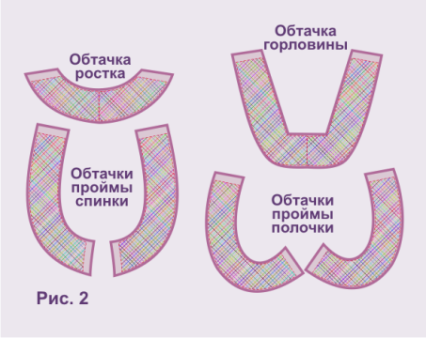 Обтачка
ростка
Обтачка
горловины
Обтачки
проймы
спинки
Обтачки
проймы
полочки
Рис. 2